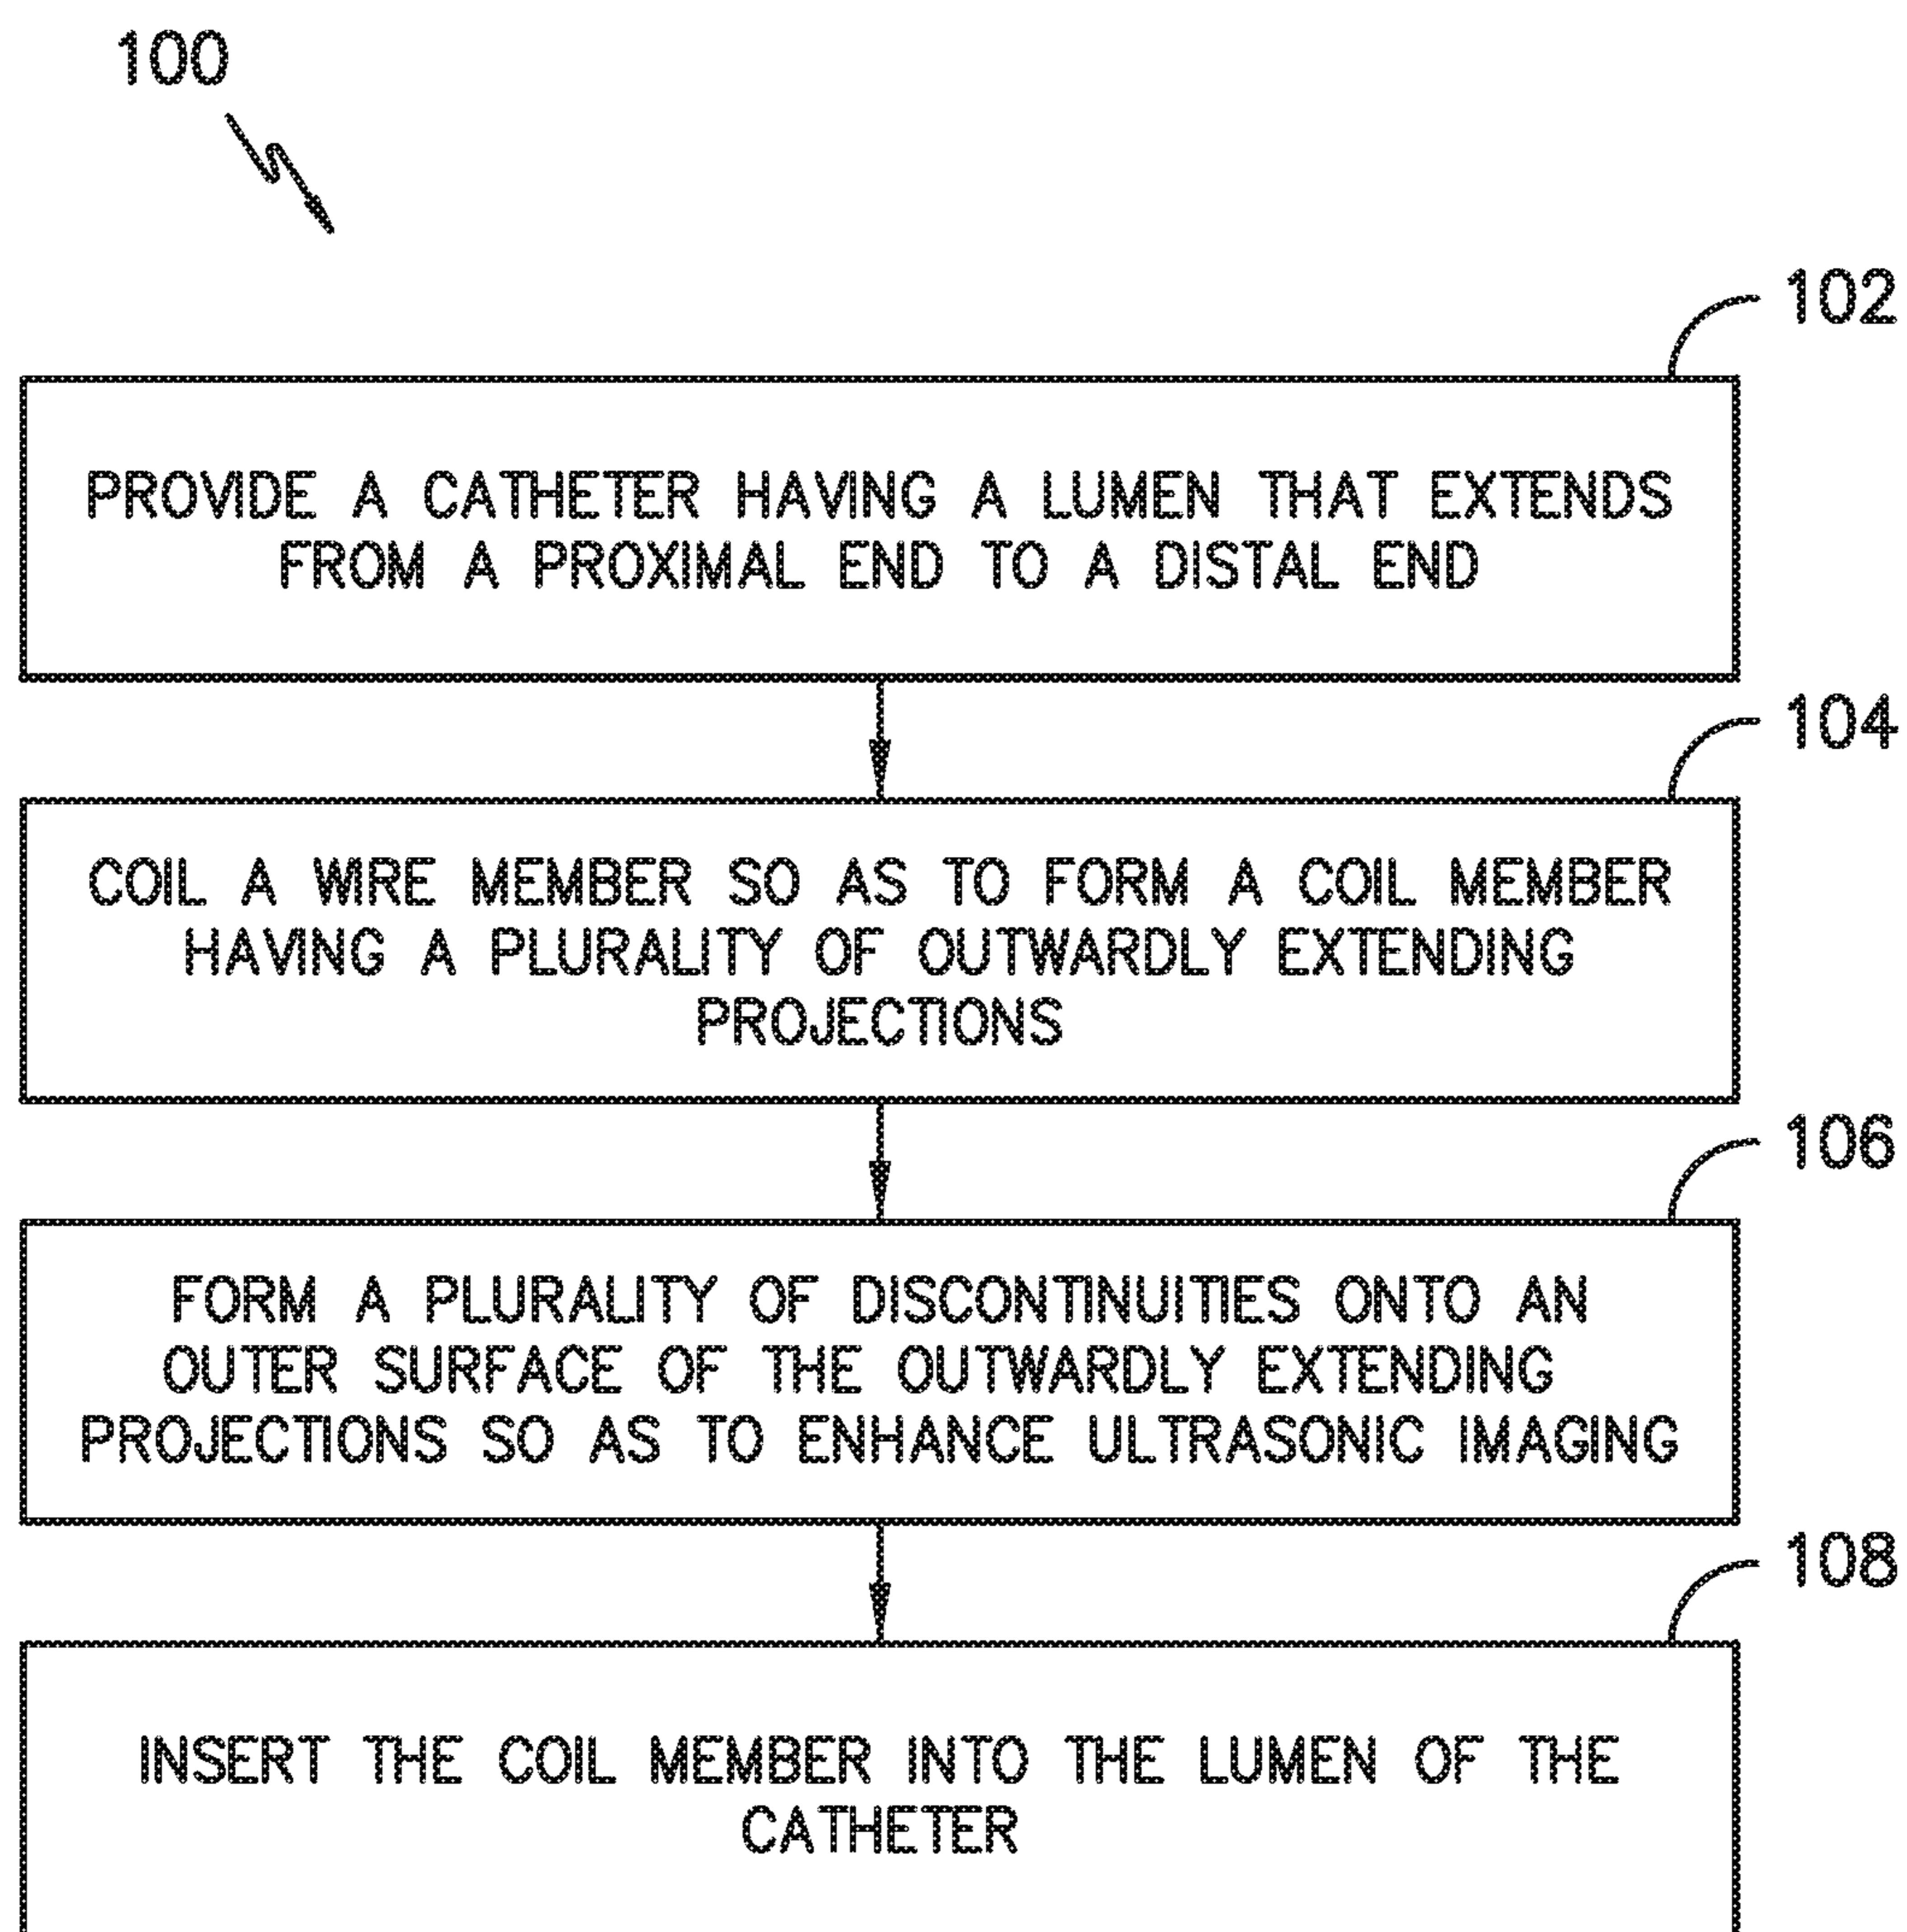 100
102
PROVIDE A CATHETER HAVING A LUMEN THAT EXTENDS
FROM A PROXIMAL END TO A DISTAL END
104
COIL A WIRE MEMBER SO AS TO FORM A COIL MEMBER
HAVING A PLURALITY OF OUTWARDLY EXTENDING
PROJECTIONS
106
FORM A PLURALITY OF DISCONTINUITIES ONTO AN
OUTER SURFACE OF THE OUTWARDLY EXTENDING
PROJECTIONS SO AS TO ENHANCE ULTRASONIC IMAGING
108
INSERT THE COIL MEMBER INTO THE LUMEN OF THE
CATHETER